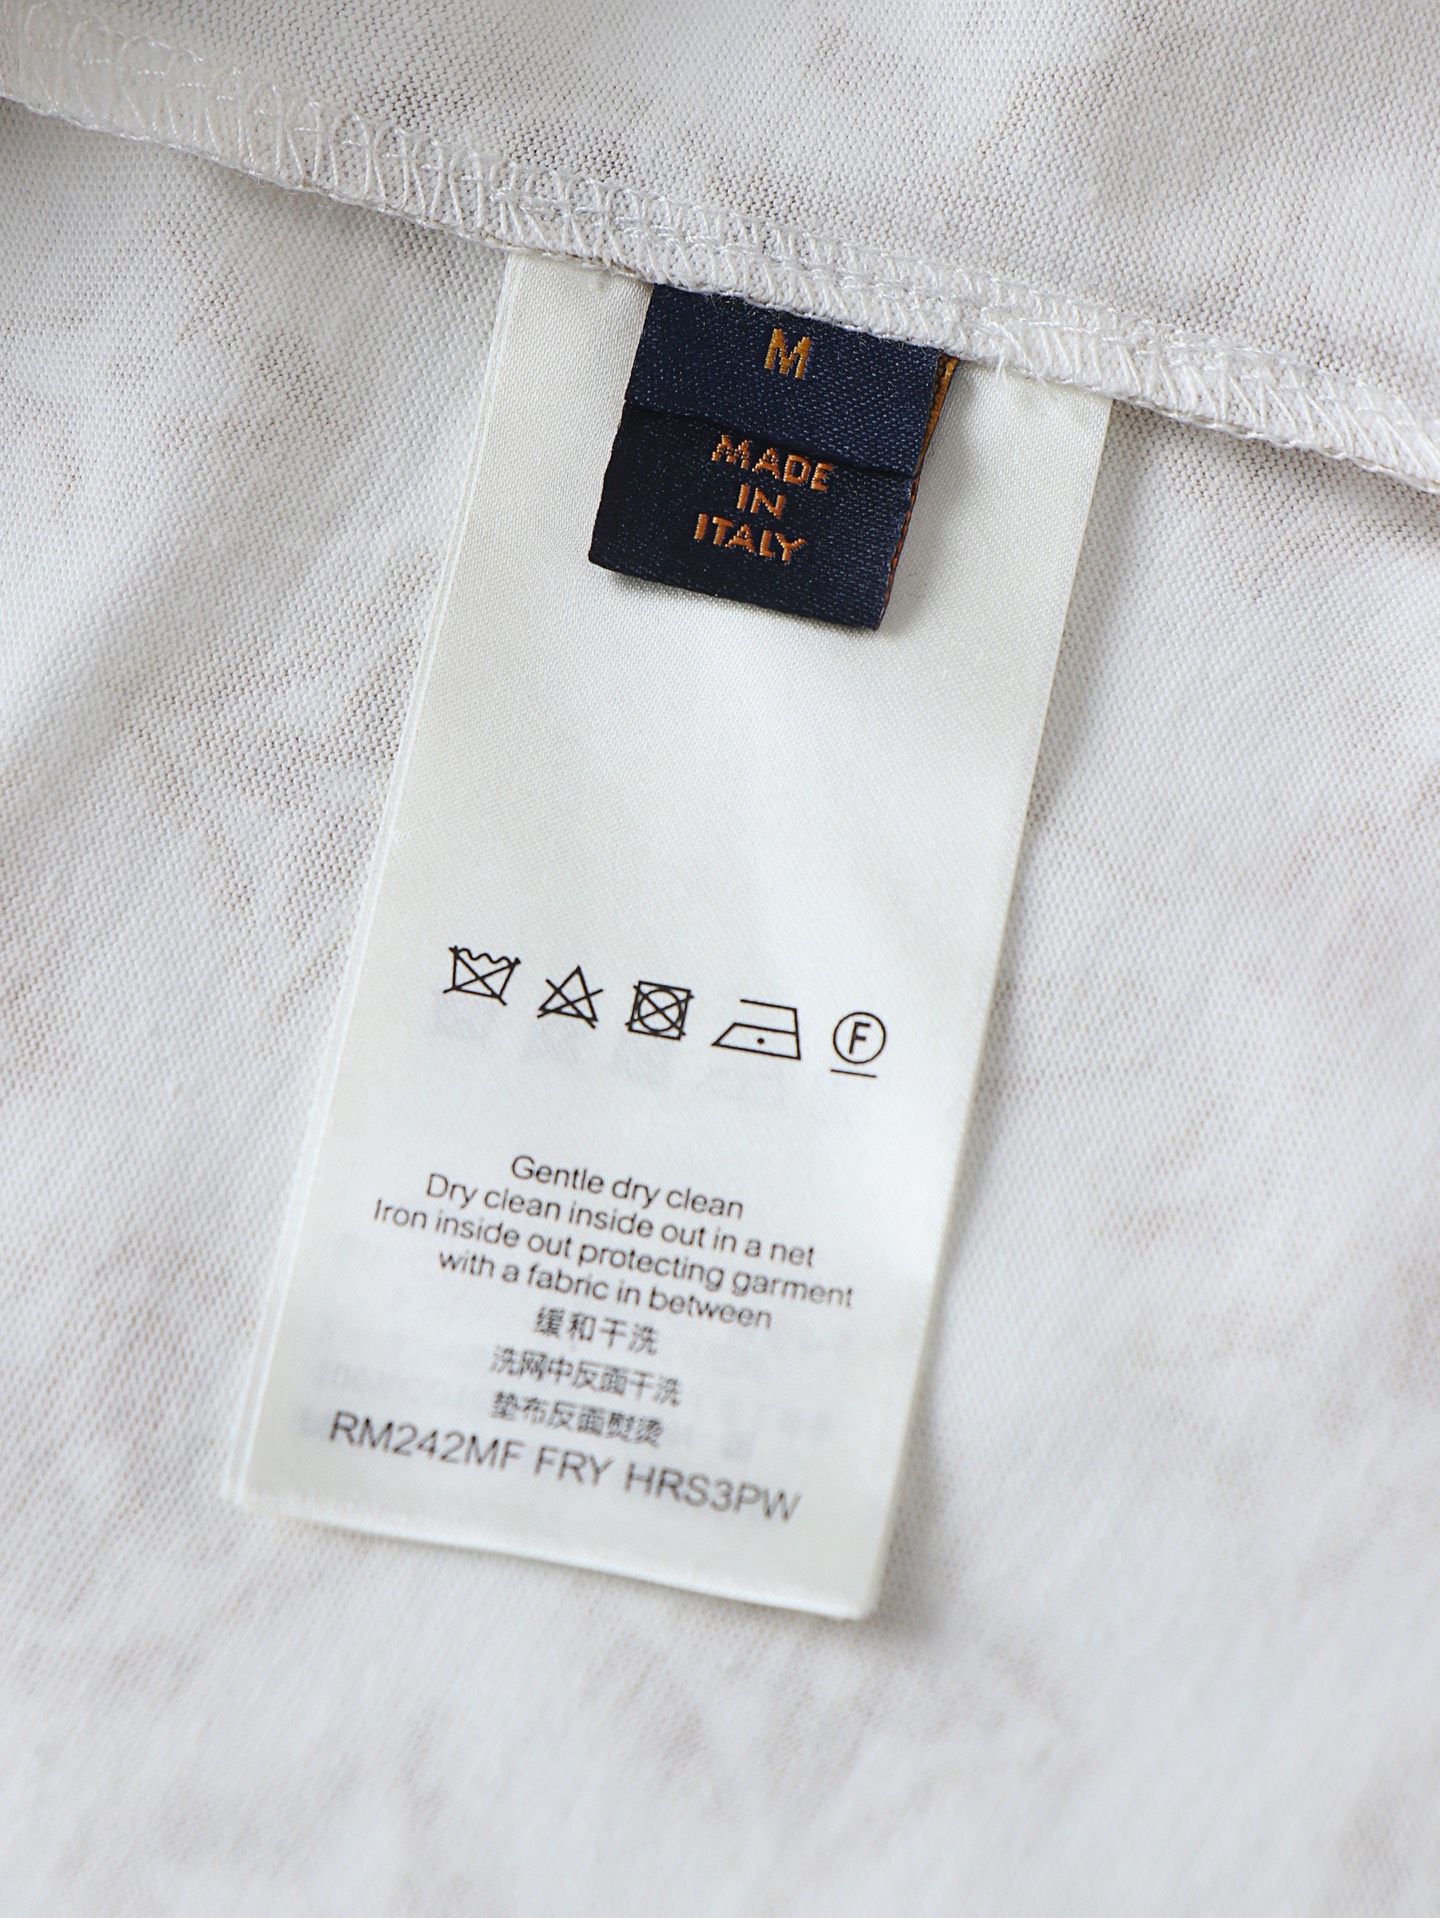 M
MADE
IN
ITALY
F
Gentle dry clean
Dry clean inside out in a net
Iron inside out protecting garment
with a fabric in between
缓和干洗
洗网中反面干洗
垫布反面熨烫
RM242MF FRY HRS3PW